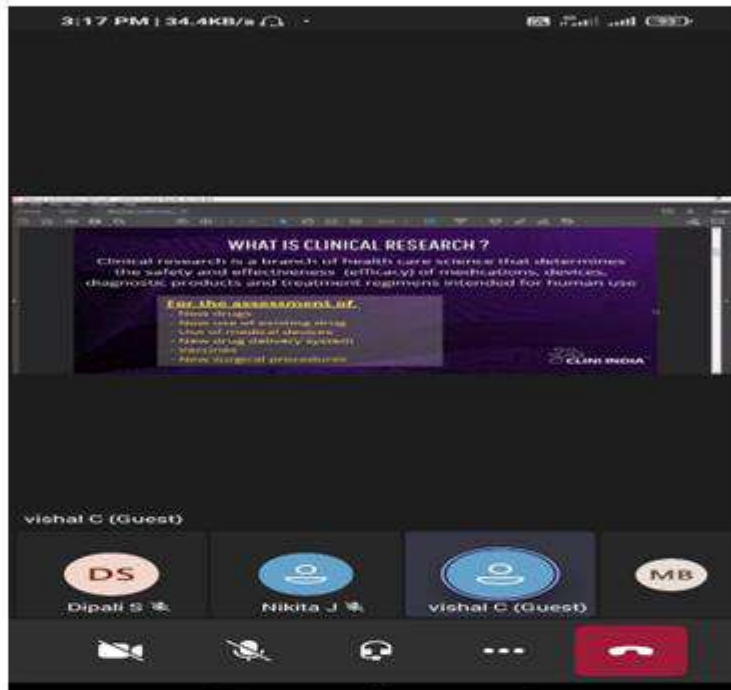 3:17 PM | 34.4KB/s
WHAT IS CLINICAL RESEARCH ?
Clinical research is a branch of health care science that determines
the safety and effectiveness (efficacy) of medications, devices,
diagnostic products and treatment regimens intended for human use
For the assessment of
- New drugs
- New use of existing drug
- Use of medical devices
- New drug delivery system
- Vaccines
- New surgical procedures
CLINI INDIA
vishal C (Guest)
DS
MB
Dipali S
Nikita J
vishal C (Guest)